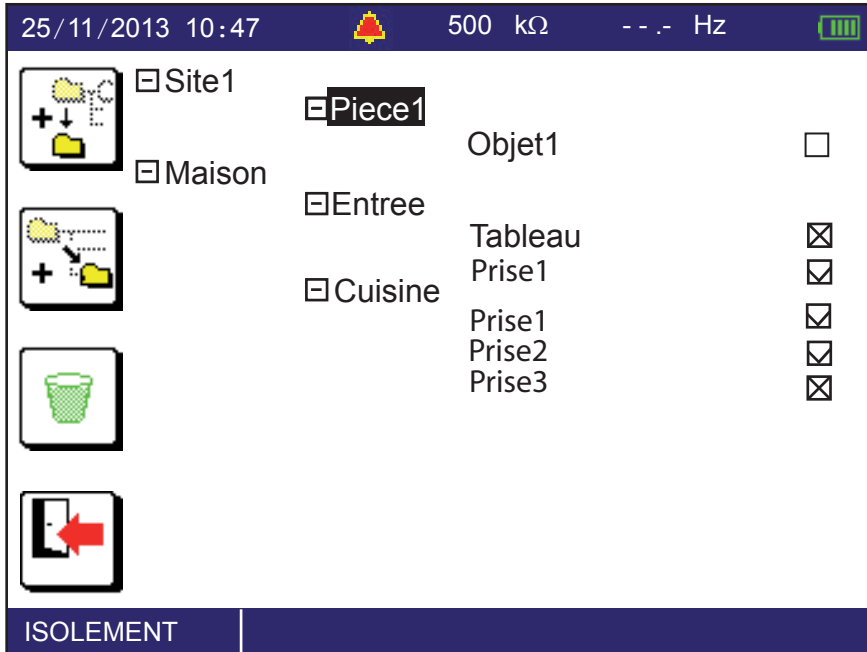 25/11/2013 10:47 500 kΩ - - .- Hz
Site1
Piece1
Objet1
Maison
Entree
Tableau
Prise1
Cuisine
Prise1
Prise2
Prise3
ISOLEMENT